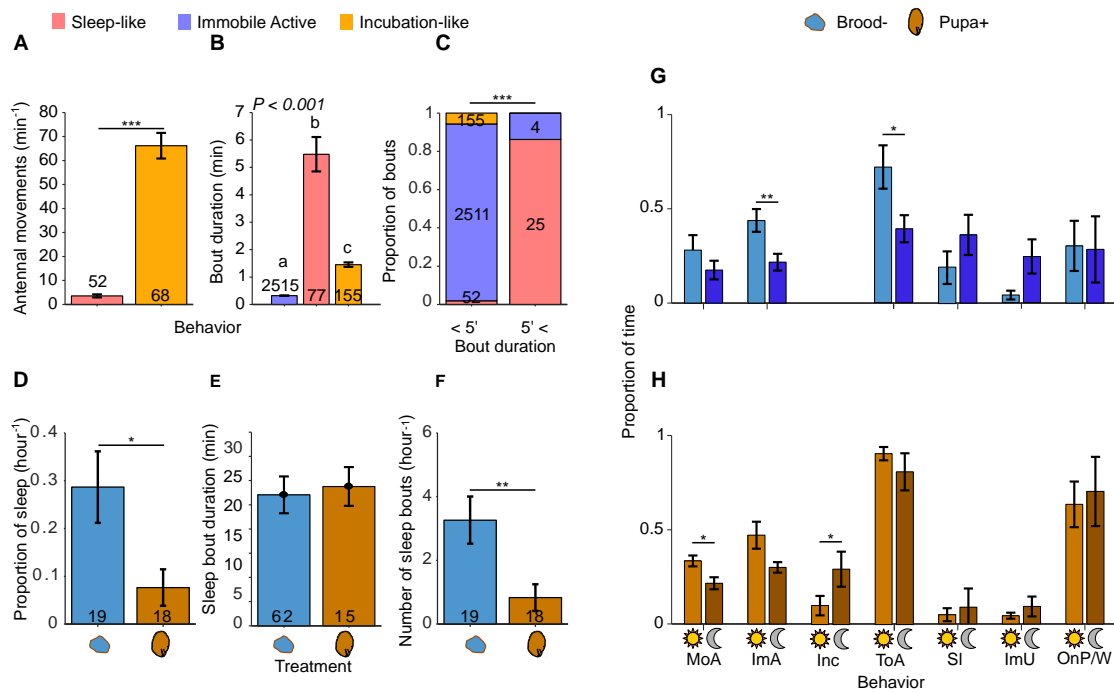 Sleep-like
Immobile Active
Incubation-like
Brood-
Pupa+
A
Antennal movements (min⁻¹)
80
70
60
50
40
30
20
10
0
***
52
68
Behavior
B
P < 0.001
Bout duration (min)
7
6
5
4
3
2
1
0
a
b
c
2515
77
155
C
Proportion of bouts
1
0.8
0.6
0.4
0.2
0
***
155
2511
52
4
25
< 5'
5' <
Bout duration
D
Proportion of sleep (hour⁻¹)
0.4
0.3
0.2
0.1
0
*
19
18
E
Sleep bout duration (min)
30
25
20
15
10
5
0
62
15
Treatment
F
Number of sleep bouts (hour⁻¹)
6
4
2
0
**
19
18
G
1
0.5
0
**
*
Proportion of time
H
1
0.5
0
*
*
MoA
ImA
Inc
ToA
Sl
ImU
OnP/W
Behavior